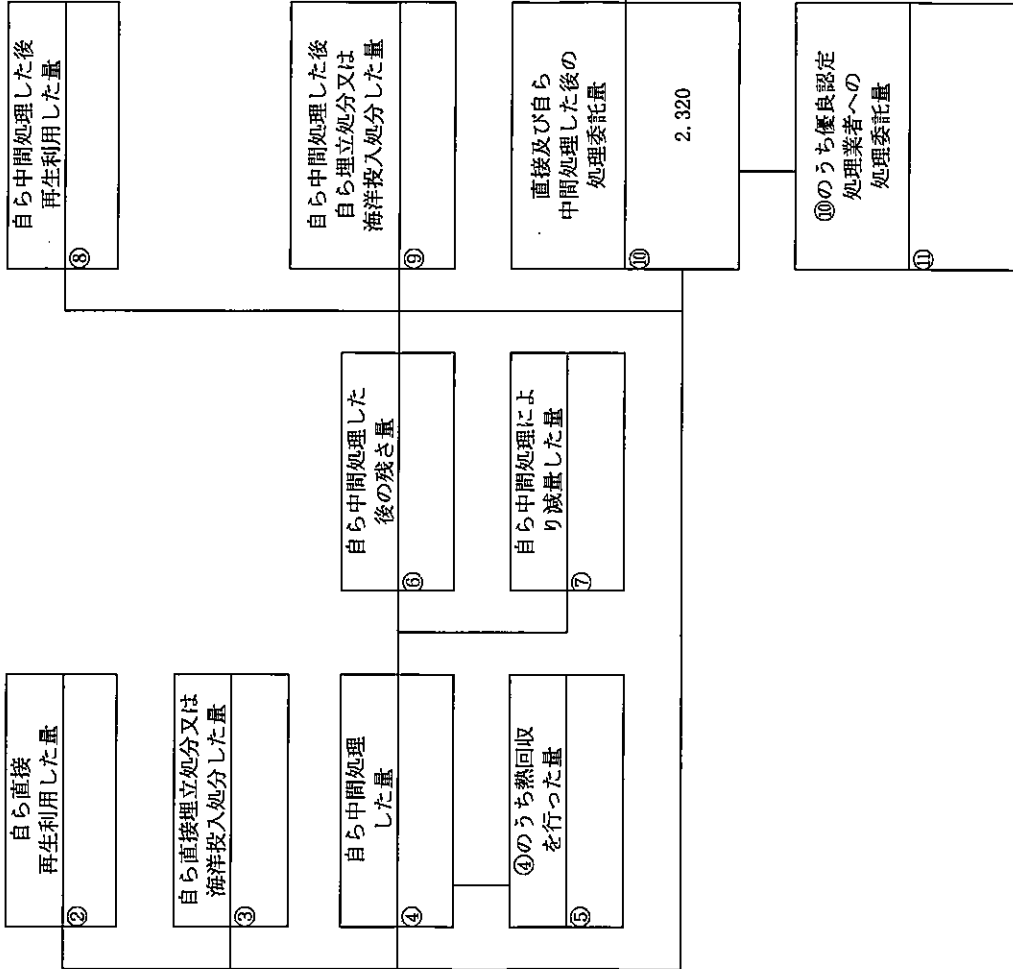 自ら直接
再生利用した量
②
自ら直接埋立処分又は
海洋投入処分した量
③
自ら中間処理
した量
④
④のうち熱回収
を行った量
⑤
自ら中間処理した
後の残さ量
⑥
自ら中間処理によ
り減量した量
⑦
自ら中間処理した後
再生利用した量
⑧
自ら中間処理した後
自ら埋立処分又は
海洋投入処分した量
⑨
直接及び自ら
中間処理した後の
処理委託量
⑩
2.320
⑩のうち優良認定
処理業者への
処理委託量
⑪